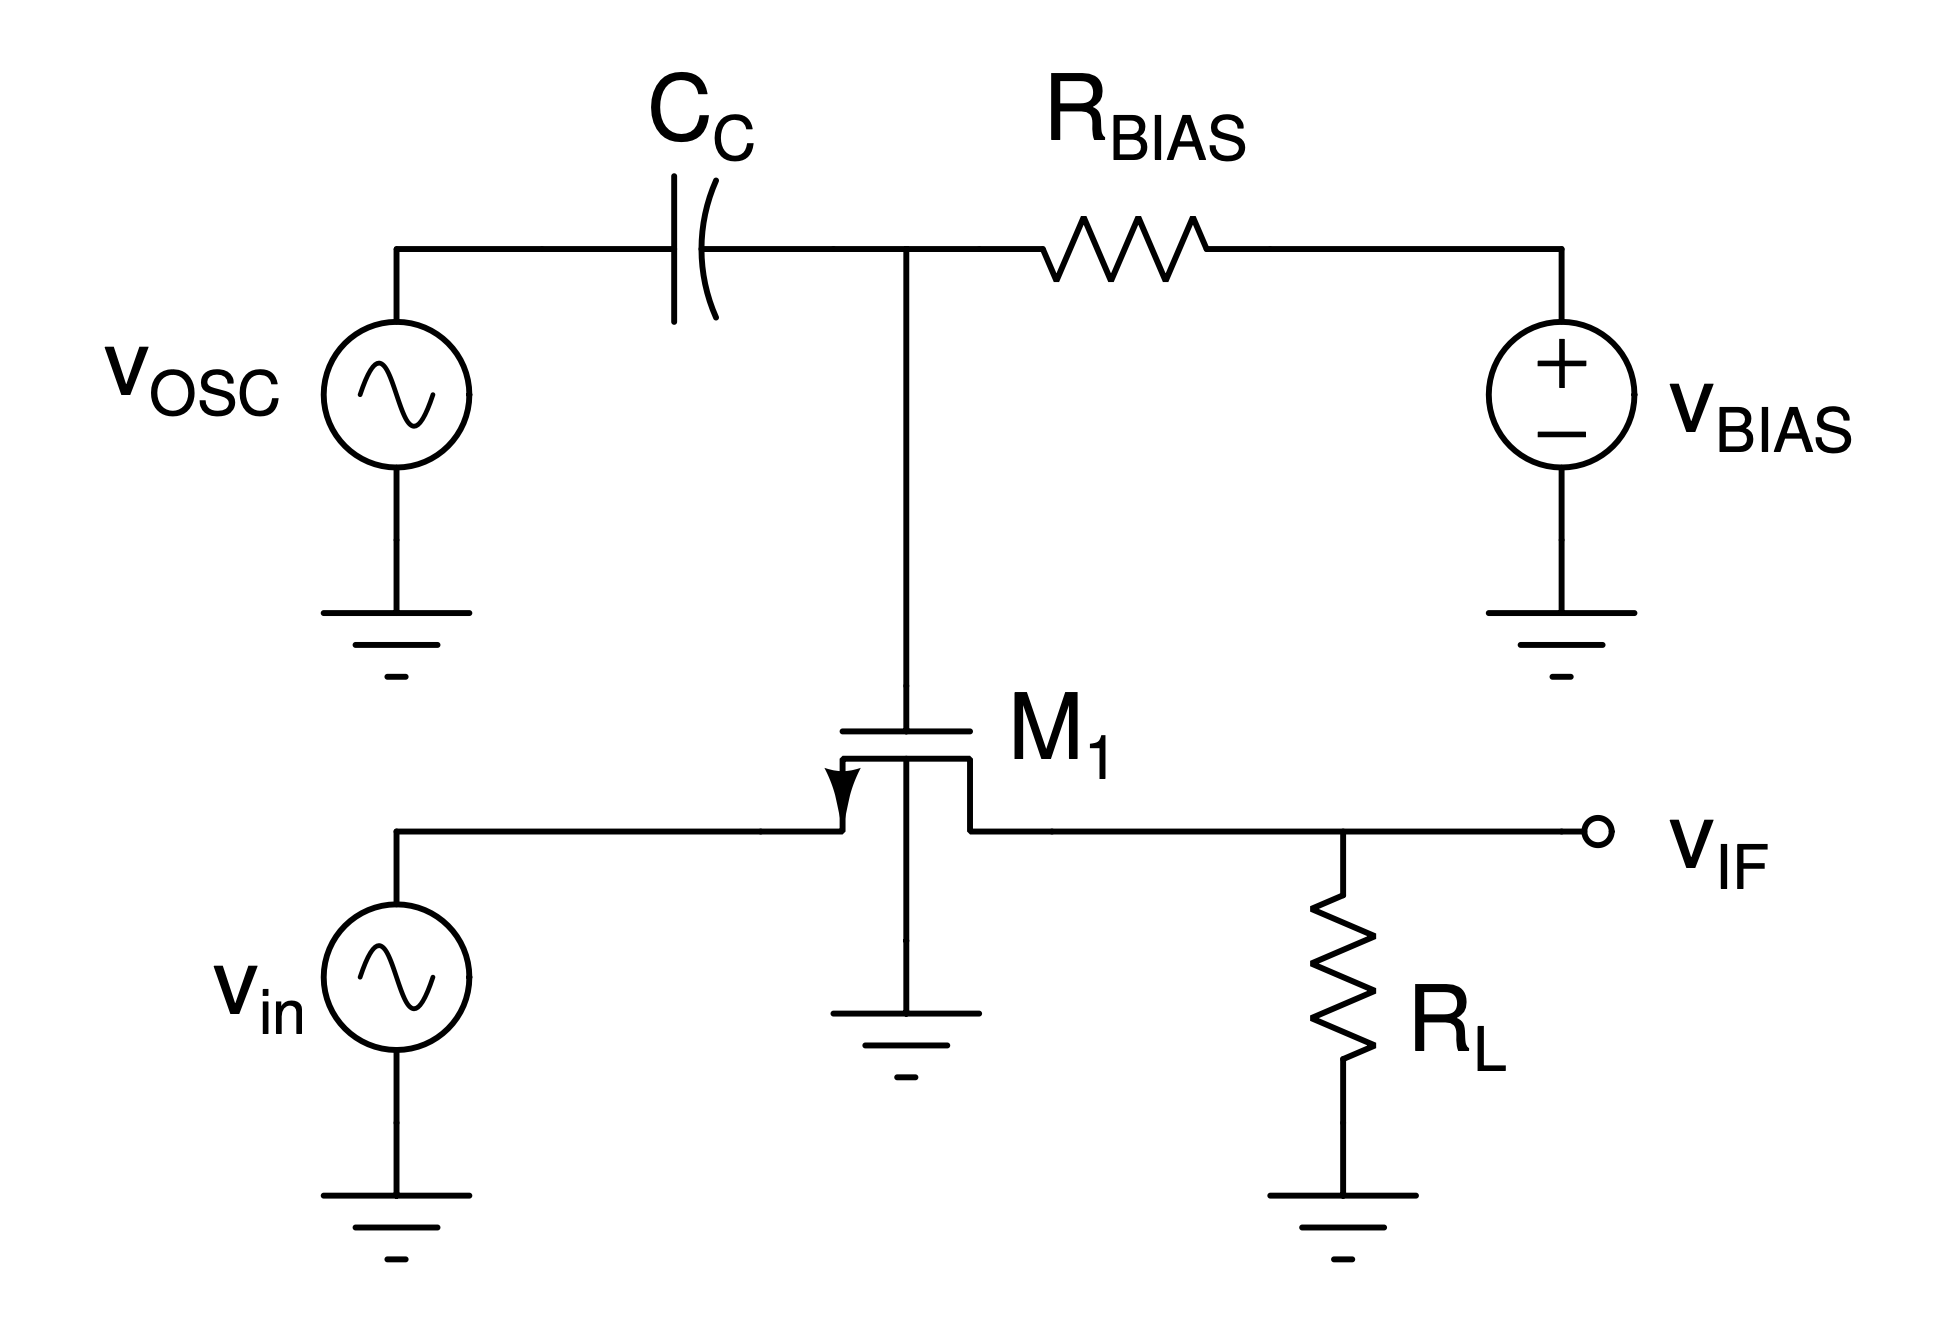 C_C
R_BIAS
v_OSC
v_BIAS
M_1
v_IF
v_in
R_L